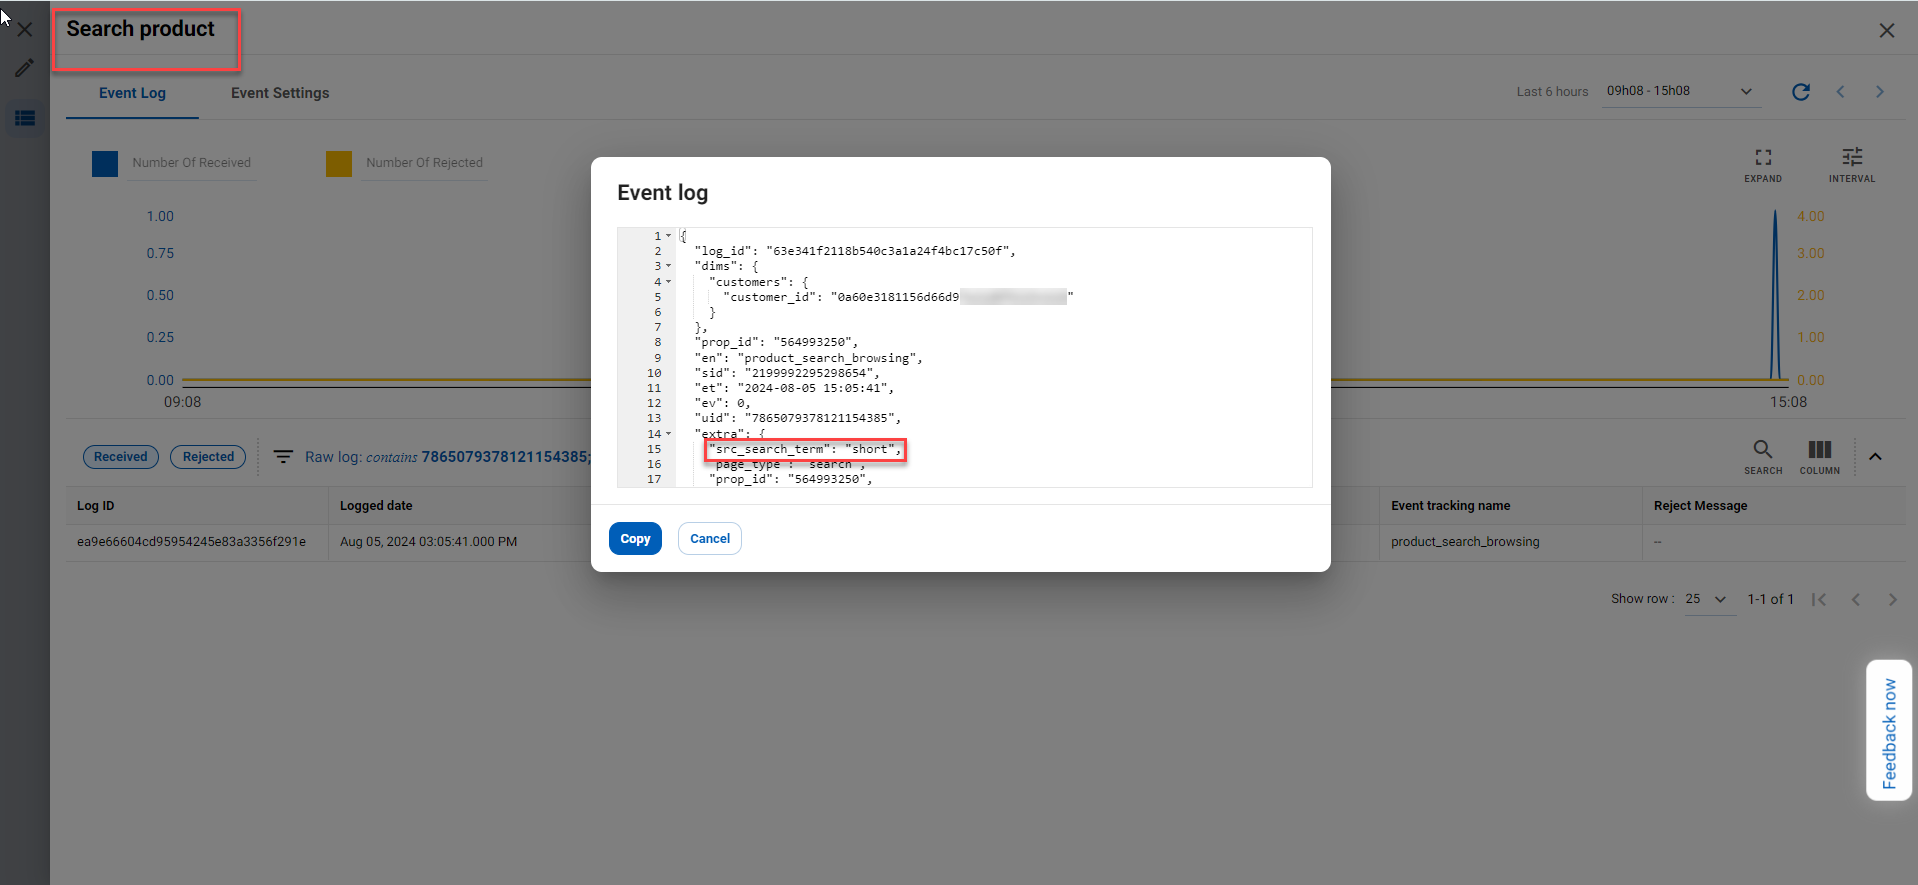 Search product
Event Log
Event Settings
Last 6 hours
09h08 - 15h08
Number Of Received
Number Of Rejected
EXPAND
INTERVAL
1.00
0.75
0.50
0.25
0.00
4.00
3.00
2.00
1.00
0.00
09:08
15:08
Received
Rejected
Raw log: contains 7865079378121154385;
SEARCH
COLUMN
Log ID
Logged date
Event tracking name
Reject Message
ea9e66604cd95954245e83a3356f291e
Aug 05, 2024 03:05:41.000 PM
product_search_browsing
--
Show row :
25
1-1 of 1
Feedback now
Event log
1 {
2 "log_id": "63e341f2118b540c3a1a24f4bc17c50f",
3 "dims": {
4 "customers": {
5 "customer_id": "0a60e3181156d66d9 "
6 }
7 },
8 "prop_id": "564993250",
9 "en": "product_search_browsing",
10 "sid": "2199992295298654",
11 "et": "2024-08-05 15:05:41",
12 "ev": 0,
13 "uid": "7865079378121154385",
14 "extra": {
15 "src_search_term": "short",
16 "page_type": "search",
17 "prop_id": "564993250",
Copy
Cancel